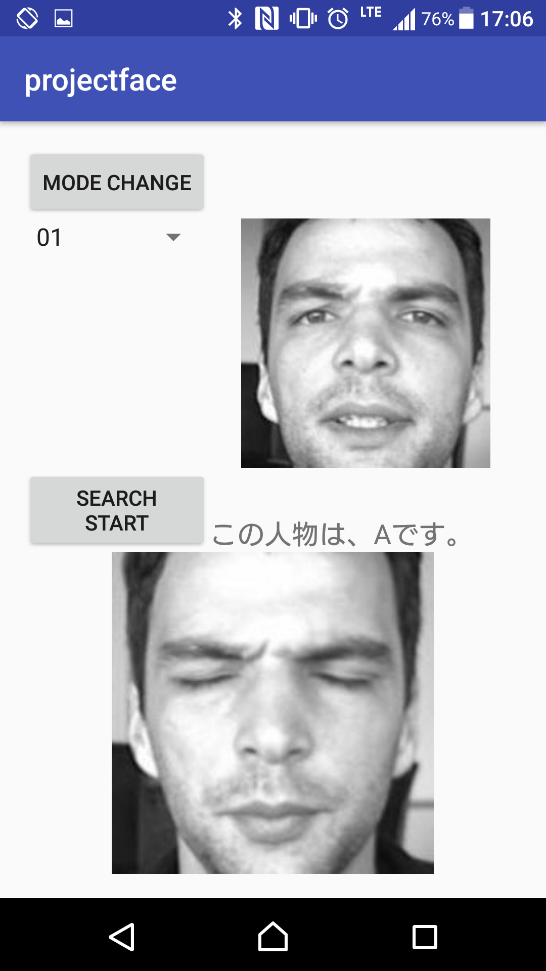 LTE 76% 17:06
projectface
MODE CHANGE
01
SEARCH
START
この人物は、Aです。